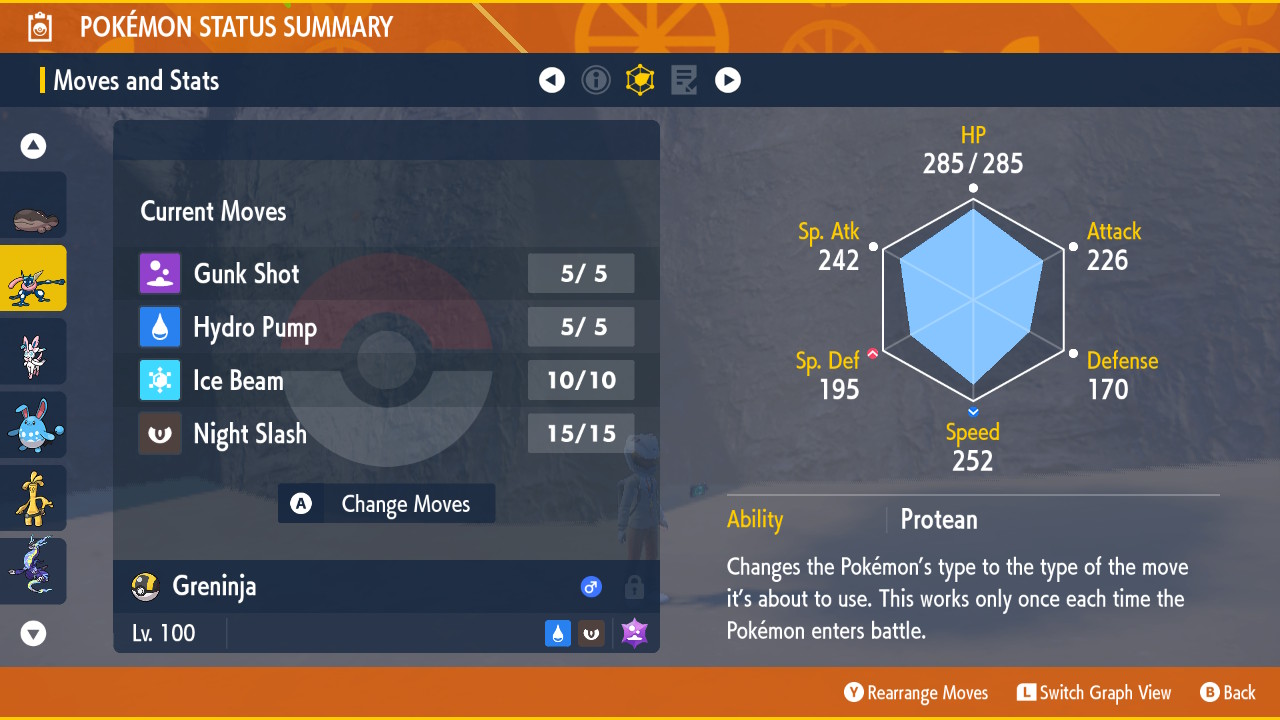 POKÉMON STATUS SUMMARY
Moves and Stats
Current Moves
Gunk Shot 5/ 5
Hydro Pump 5/ 5
Ice Beam 10/10
Night Slash 15/15
A Change Moves
Greninja
Lv. 100
HP
285 / 285
Sp. Atk
242
Attack
226
Sp. Def
195
Defense
170
Speed
252
Ability Protean
Changes the Pokémon's type to the type of the move
it's about to use. This works only once each time the
Pokémon enters battle.
Y Rearrange Moves L Switch Graph View B Back